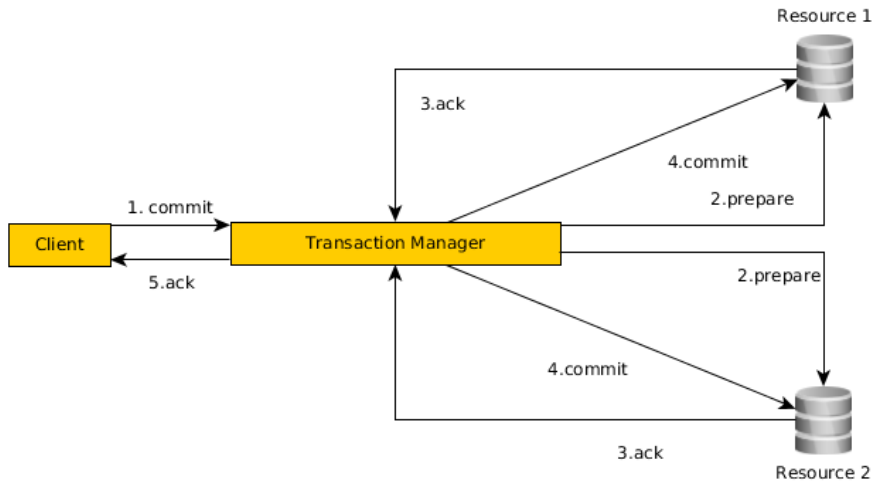 Resource 1
3.ack
4.commit
2.prepare
1. commit
Client
Transaction Manager
5.ack
2.prepare
4.commit
3.ack
Resource 2